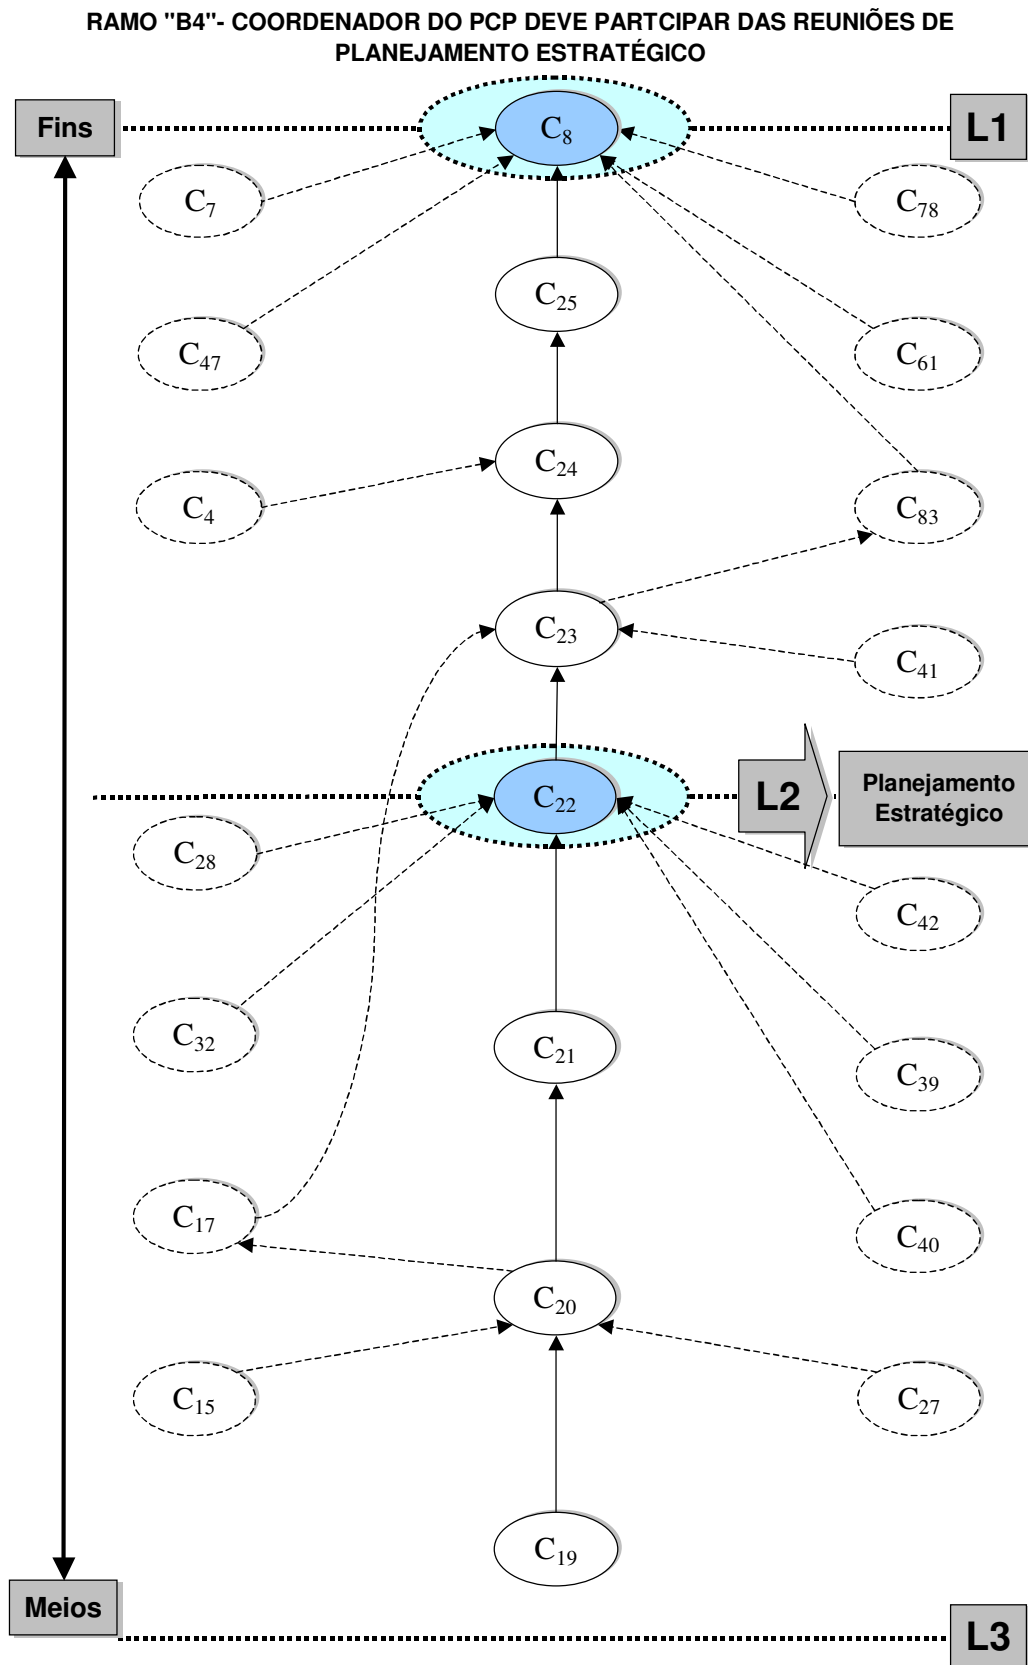 RAMO "B4"- COORDENADOR DO PCP DEVE PARTCIPAR DAS REUNIÕES DE
PLANEJAMENTO ESTRATÉGICO
Fins
C8
L1
C7
C78
C25
C47
C61
C24
C4
C83
C23
C41
C22
L2
Planejamento
Estratégico
C28
C42
C32
C21
C39
C17
C40
C20
C15
C27
C19
Meios
L3